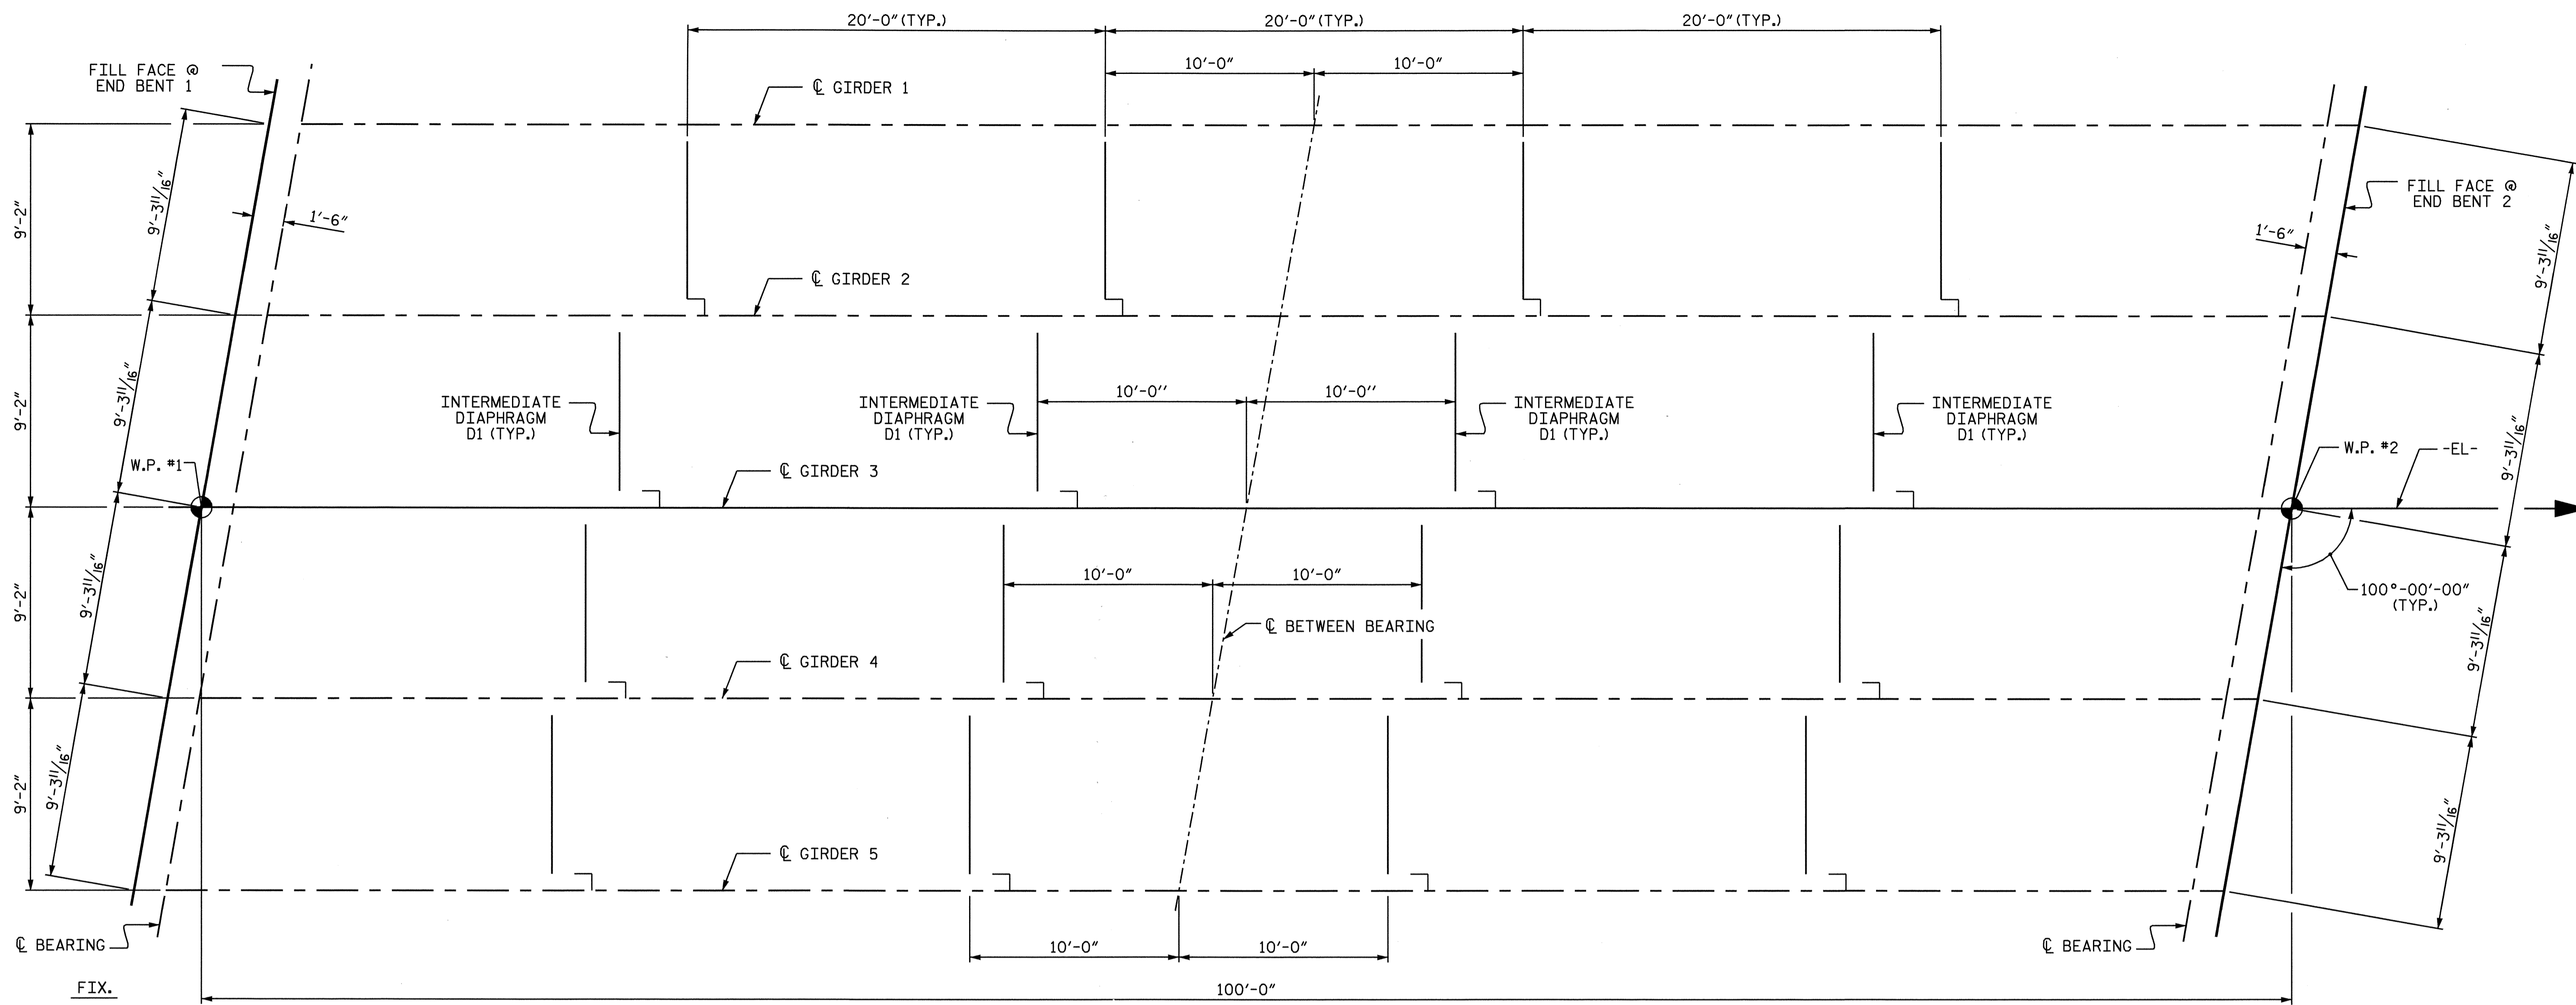 20'-0" (TYP.)
20'-0" (TYP.)
20'-0" (TYP.)
10'-0"
10'-0"
FILL FACE @
END BENT 1
℄ GIRDER 1
9'-3 11/16"
9'-2"
1'-6"
FILL FACE @
END BENT 2
1'-6"
9'-3 11/16"
℄ GIRDER 2
9'-3 11/16"
9'-2"
INTERMEDIATE
DIAPHRAGM
D1 (TYP.)
INTERMEDIATE
DIAPHRAGM
D1 (TYP.)
10'-0''
10'-0''
INTERMEDIATE
DIAPHRAGM
D1 (TYP.)
INTERMEDIATE
DIAPHRAGM
D1 (TYP.)
9'-3 11/16"
W.P. #1
℄ GIRDER 3
W.P. #2
-EL-
9'-3 11/16"
9'-2"
10'-0"
10'-0"
100°-00'-00"
(TYP.)
℄ BETWEEN BEARING
9'-3 11/16"
℄ GIRDER 4
9'-3 11/16"
9'-2"
9'-3 11/16"
℄ GIRDER 5
℄ BEARING
10'-0"
10'-0"
℄ BEARING
FIX.
100'-0"